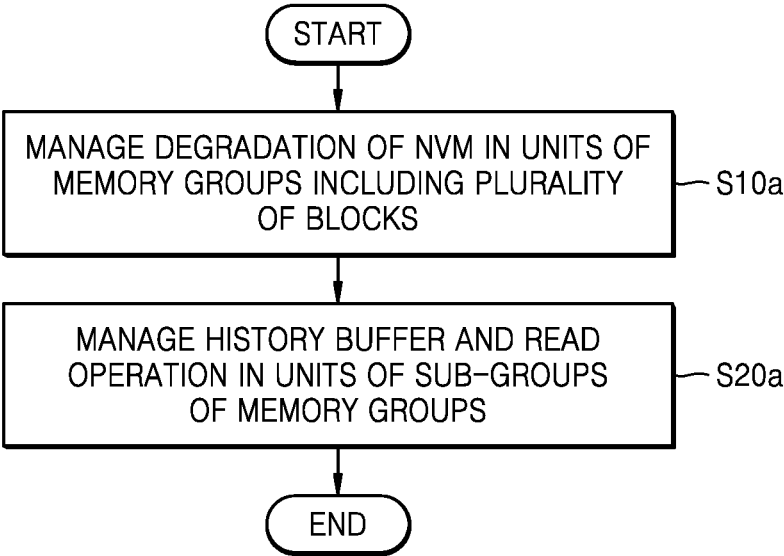 START
MANAGE DEGRADATION OF NVM IN UNITS OF
MEMORY GROUPS INCLUDING PLURALITY
OF BLOCKS
S10a
MANAGE HISTORY BUFFER AND READ
OPERATION IN UNITS OF SUB-GROUPS
OF MEMORY GROUPS
S20a
END